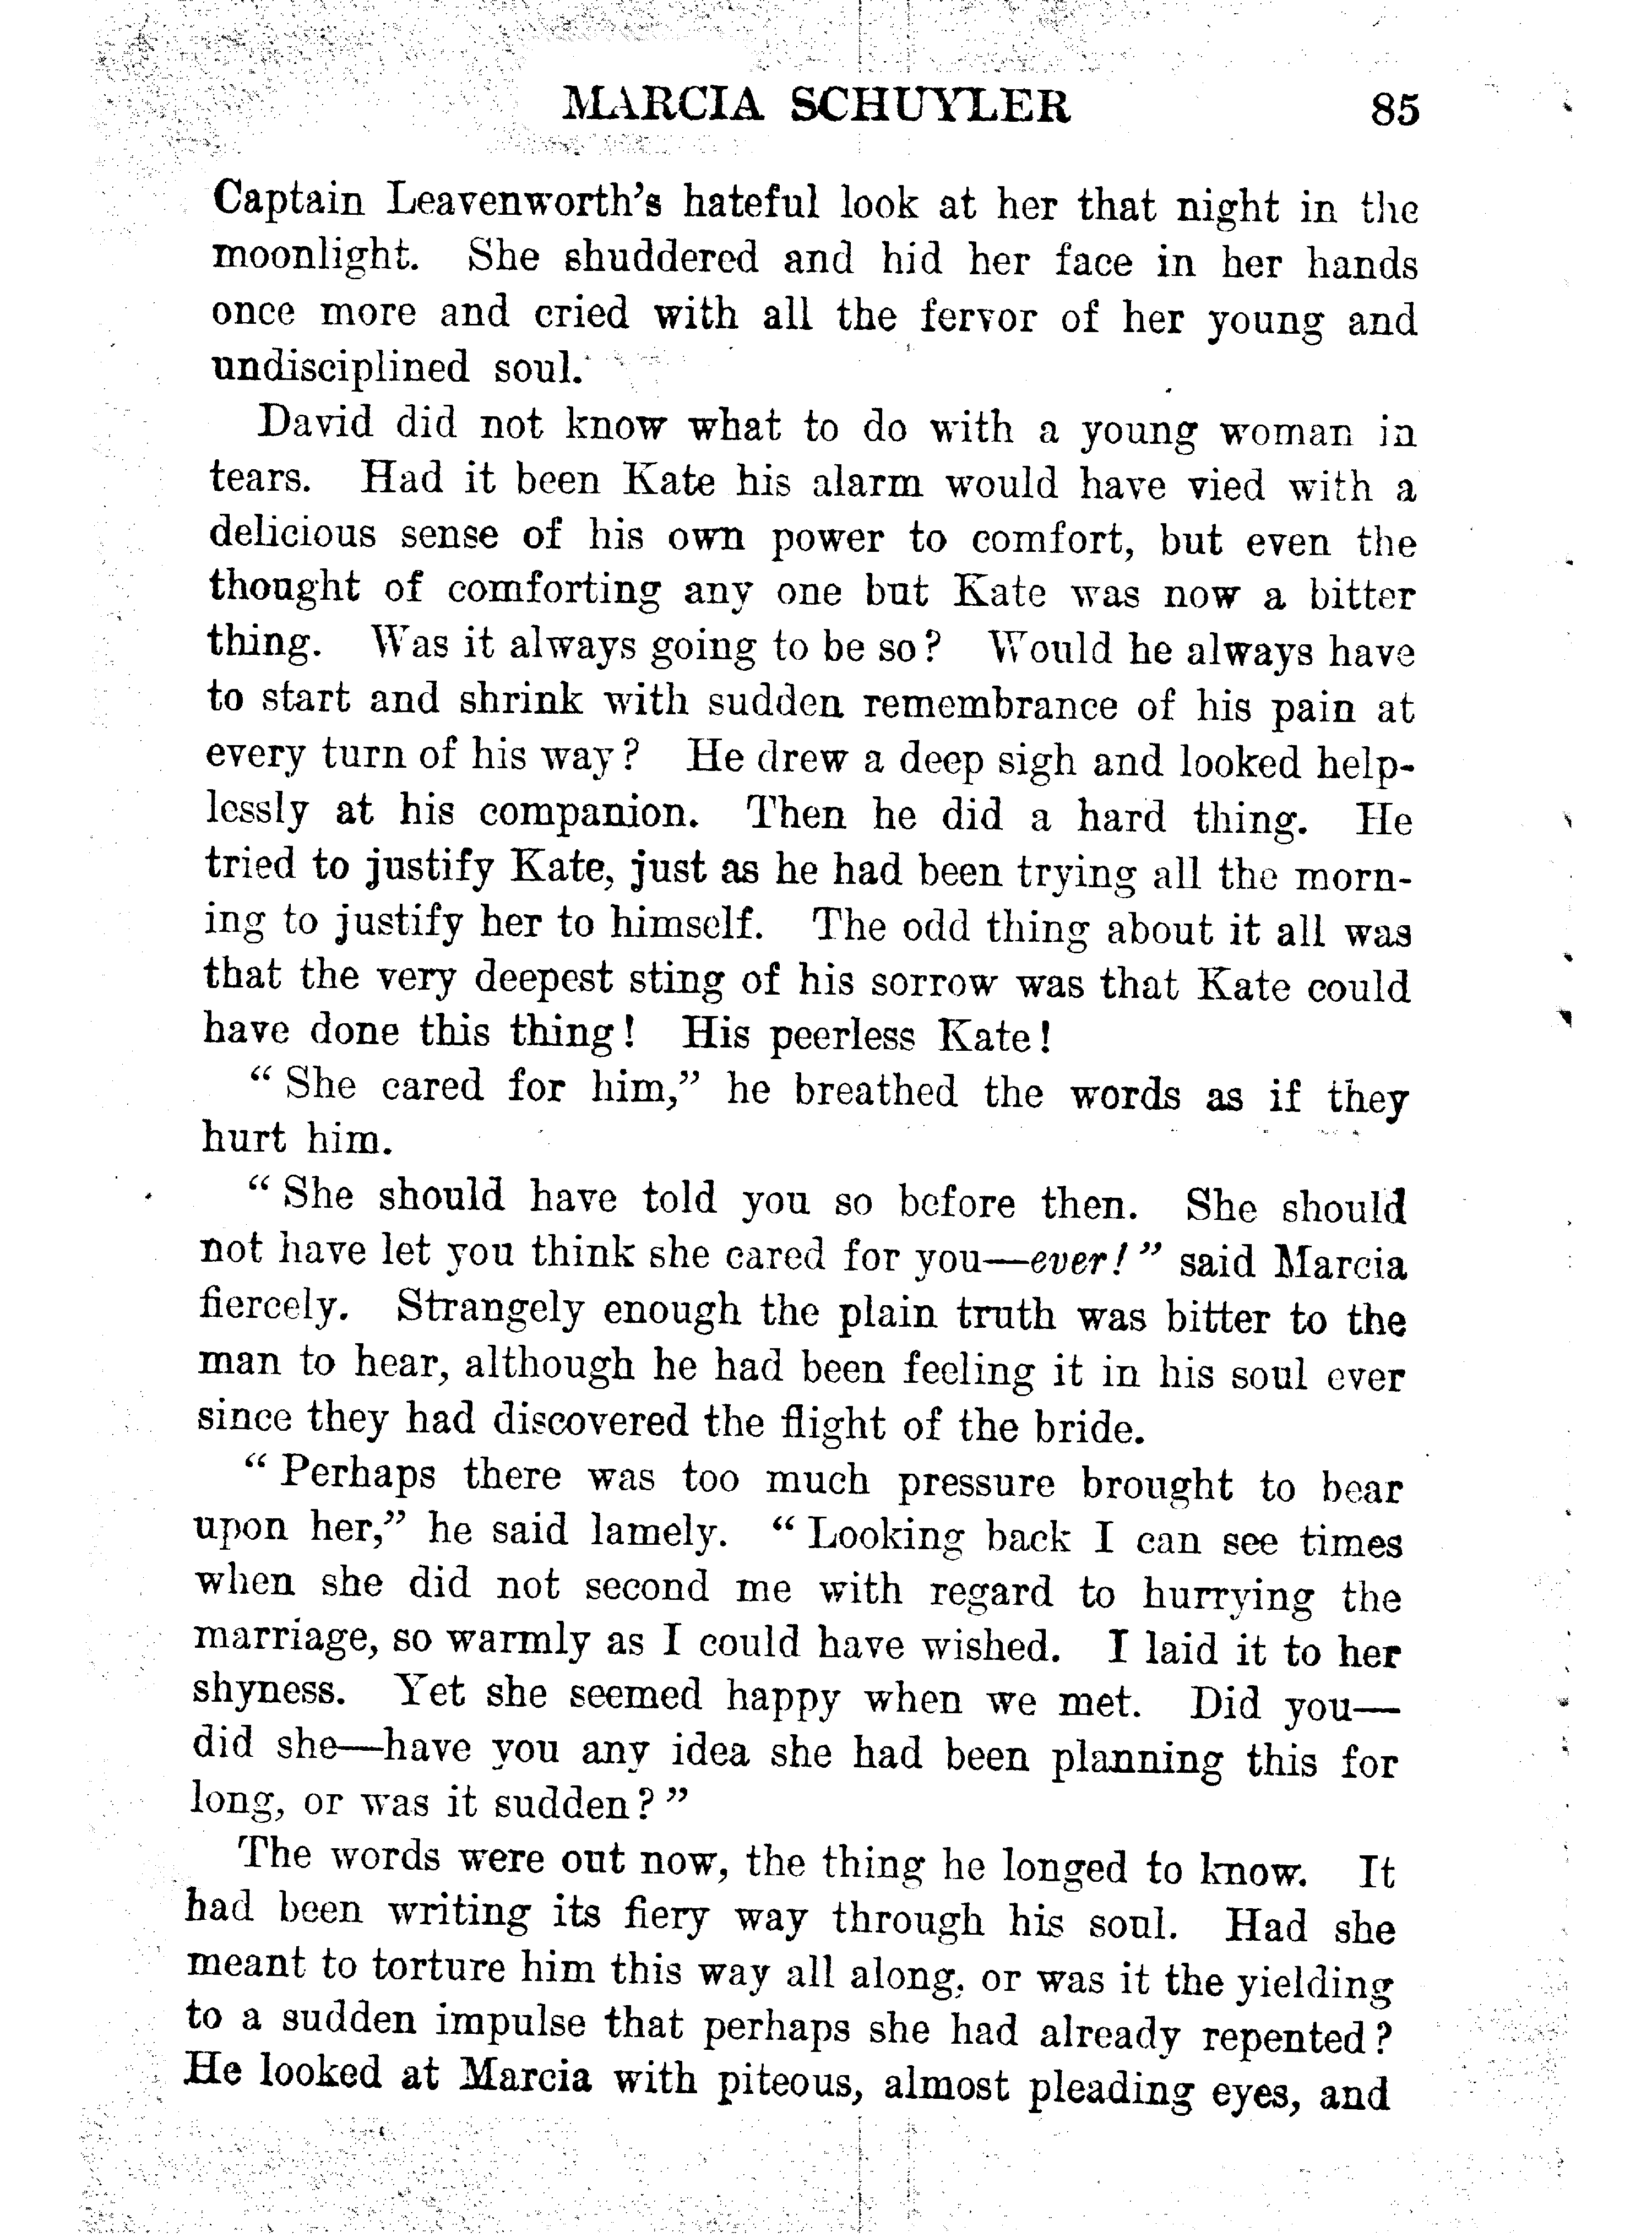 MARCIA SCHUYLER 85
Captain Leavenworth's hateful look at her that night in the
moonlight. She shuddered and hid her face in her hands
once more and cried with all the fervor of her young and
undisciplined soul.
David did not know what to do with a young woman in
tears. Had it been Kate his alarm would have vied with a
delicious sense of his own power to comfort, but even the
thought of comforting any one but Kate was now a bitter
thing. Was it always going to be so? Would he always have
to start and shrink with sudden remembrance of his pain at
every turn of his way? He drew a deep sigh and looked help-
lessly at his companion. Then he did a hard thing. He
tried to justify Kate, just as he had been trying all the morn-
ing to justify her to himself. The odd thing about it all was
that the very deepest sting of his sorrow was that Kate could
have done this thing! His peerless Kate!
"She cared for him," he breathed the words as if they
hurt him.
"She should have told you so before then. She should
not have let you think she cared for you—ever!" said Marcia
fiercely. Strangely enough the plain truth was bitter to the
man to hear, although he had been feeling it in his soul ever
since they had discovered the flight of the bride.
"Perhaps there was too much pressure brought to bear
upon her," he said lamely. "Looking back I can see times
when she did not second me with regard to hurrying the
marriage, so warmly as I could have wished. I laid it to her
shyness. Yet she seemed happy when we met. Did you—
did she—have you any idea she had been planning this for
long, or was it sudden?"
The words were out now, the thing he longed to know. It
had been writing its fiery way through his soul. Had she
meant to torture him this way all along, or was it the yielding
to a sudden impulse that perhaps she had already repented?
He looked at Marcia with piteous, almost pleading eyes, and